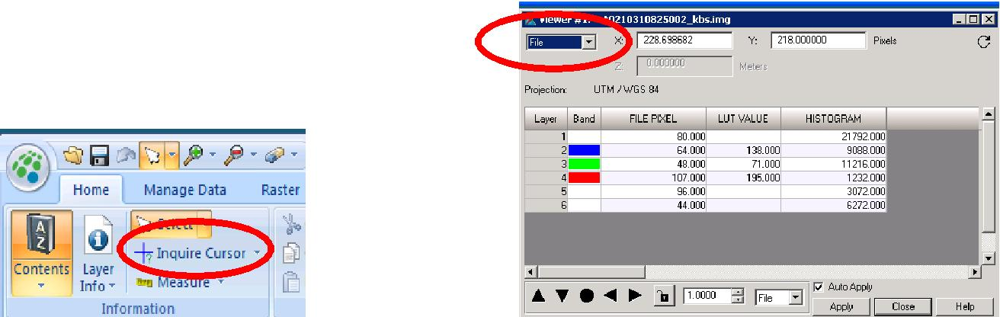 Home Manage Data Raster
A
Z
Contents
Layer
Info
Select
Inquire Cursor
Measure
Information
Viewer #1: 0210310825002_kbs.img
File X: 228.698682 Y: 218.000000 Pixels
Z: 0.000000 Meters
Projection: UTM / WGS 84
Layer Band FILE PIXEL LUT VALUE HISTOGRAM
1 80.000 21792.000
2 64.000 138.000 9088.000
3 48.000 71.000 11216.000
4 107.000 195.000 1232.000
5 96.000 3072.000
6 44.000 6272.000
1.0000 File Auto Apply
Apply Close Help